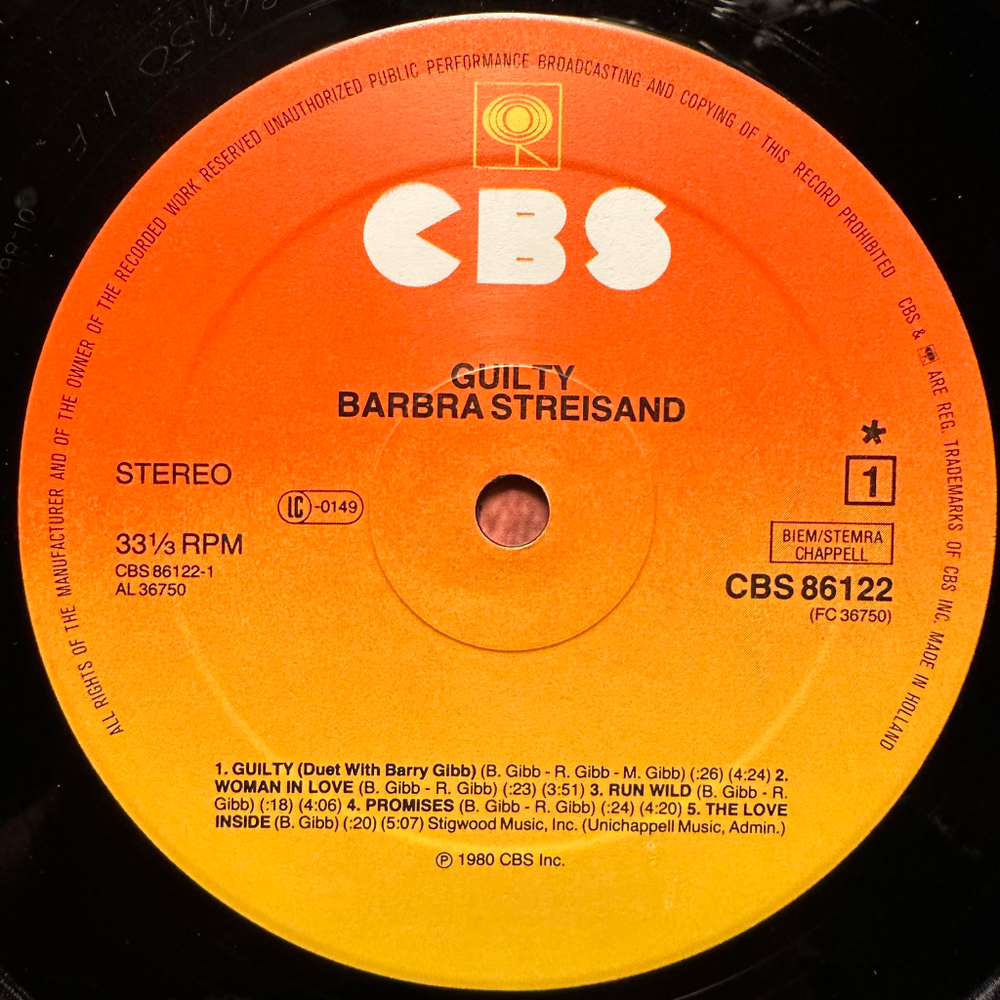 ALL RIGHTS OF THE MANUFACTURER AND OF THE OWNER OF THE RECORDED WORK RESERVED UNAUTHORIZED PUBLIC PERFORMANCE BROADCASTING AND COPYING OF THIS RECORD PROHIBITED CBS & ARE REG. TRADEMARKS OF CBS INC. MADE IN HOLLAND
CBS
GUILTY
BARBRA STREISAND
STEREO
LC-0149
33 1/3 RPM
CBS 86122-1
AL 36750
*
1
BIEM/STEMRA
CHAPPELL
CBS 86122
(FC 36750)
1. GUILTY (Duet With Barry Gibb) (B. Gibb - R. Gibb - M. Gibb) (:26) (4:24) 2.
WOMAN IN LOVE (B. Gibb - R. Gibb) (:23) (3:51) 3. RUN WILD (B. Gibb - R.
Gibb) (:18) (4:06) 4. PROMISES (B. Gibb - R. Gibb) (:24) (4:20) 5. THE LOVE
INSIDE (B. Gibb) (:20) (5:07) Stigwood Music, Inc. (Unichappell Music, Admin.)
℗ 1980 CBS Inc.